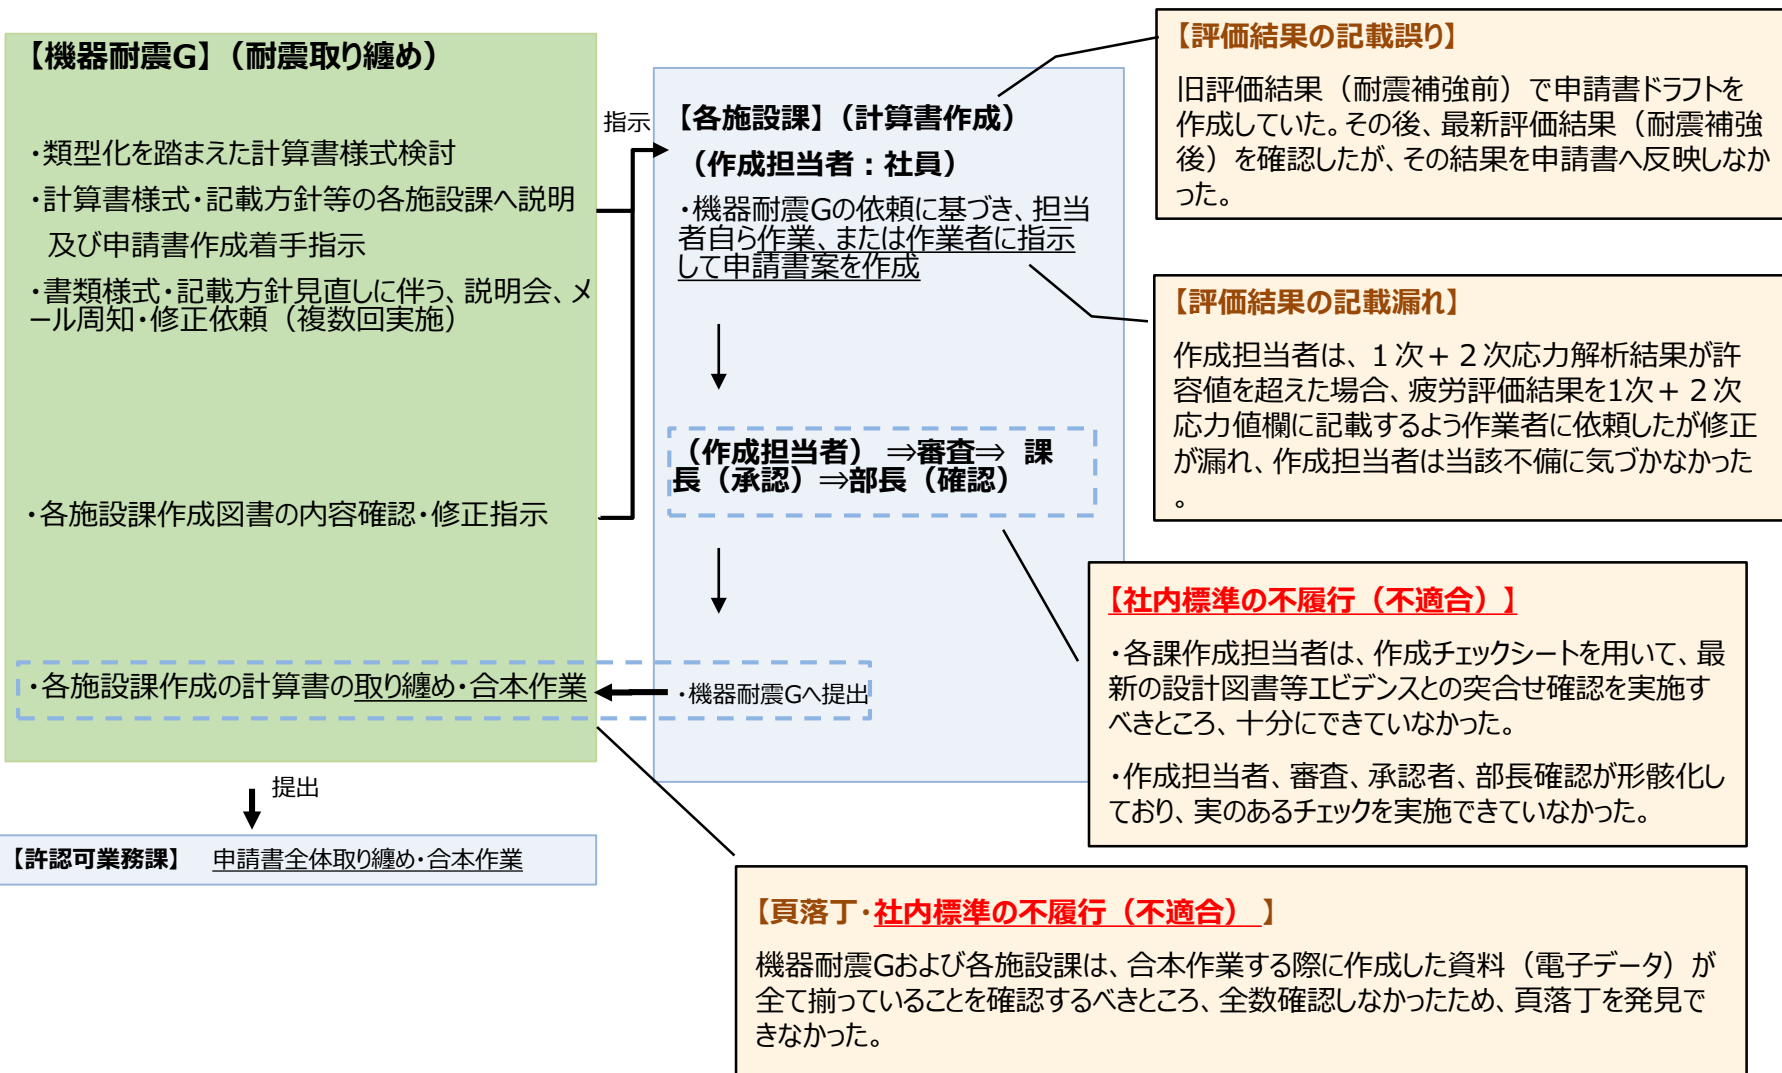 【機器耐震G】（耐震取り纏め）
・類型化を踏まえた計算書様式検討
・計算書様式・記載方針等の各施設課へ説明
及び申請書作成着手指示
・書類様式・記載方針見直しに伴う、説明会、メ
ール周知・修正依頼（複数回実施）
・各施設課作成図書の内容確認・修正指示
・各施設課作成の計算書の取り纏め・合本作業
指示
【各施設課】（計算書作成）
（作成担当者：社員）
・機器耐震Gの依頼に基づき、担当
者自ら作業、または作業者に指示
して申請書案を作成
（作成担当者） ⇒審査⇒ 課
長（承認）⇒部長（確認）
・機器耐震Gへ提出
提出
【許認可業務課】 申請書全体取り纏め・合本作業
【評価結果の記載誤り】
旧評価結果（耐震補強前）で申請書ドラフトを
作成していた。その後、最新評価結果（耐震補強
後）を確認したが、その結果を申請書へ反映しなか
った。
【評価結果の記載漏れ】
作成担当者は、１次＋２次応力解析結果が許
容値を超えた場合、疲労評価結果を1次＋２次
応力値欄に記載するよう作業者に依頼したが修正
が漏れ、作成担当者は当該不備に気づかなかった
。
【社内標準の不履行（不適合）】
・各課作成担当者は、作成チェックシートを用いて、最
新の設計図書等エビデンスとの突合せ確認を実施す
べきところ、十分にできていなかった。
・作成担当者、審査、承認者、部長確認が形骸化し
ており、実のあるチェックを実施できていなかった。
【頁落丁・社内標準の不履行（不適合） 】
機器耐震Gおよび各施設課は、合本作業する際に作成した資料（電子データ）が
全て揃っていることを確認するべきところ、全数確認しなかったため、頁落丁を発見で
きなかった。